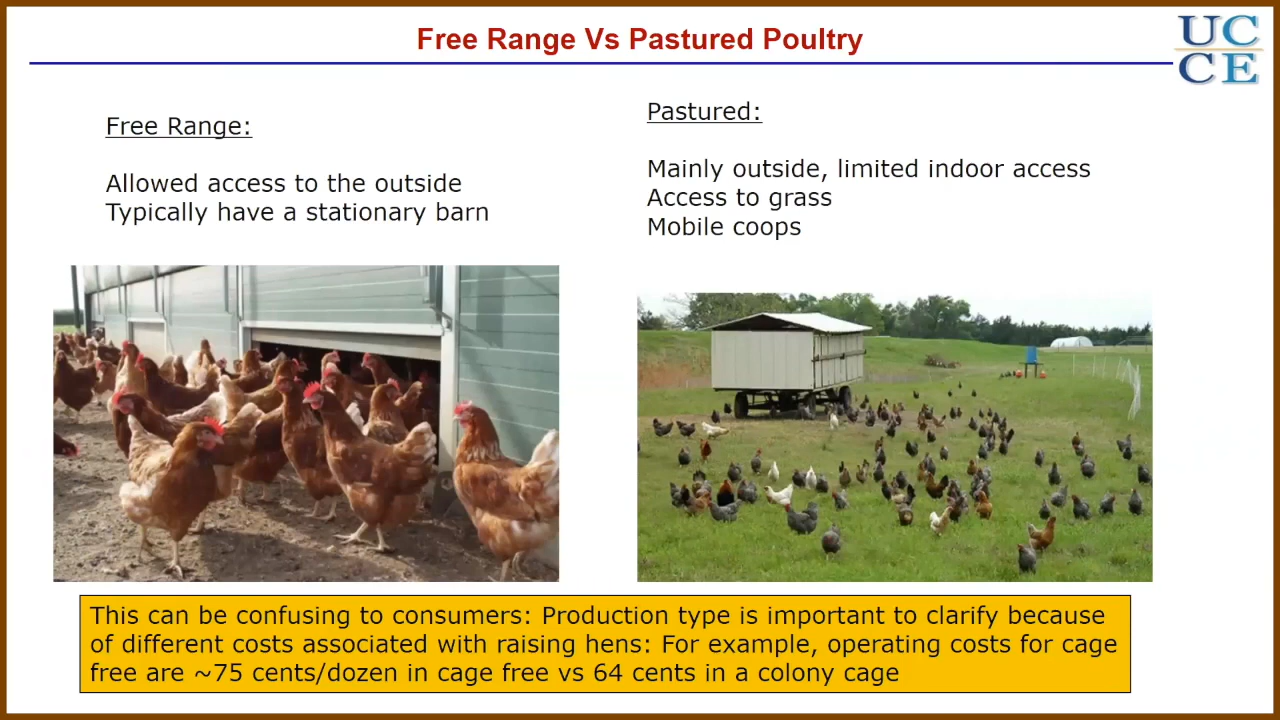 Free Range Vs Pastured Poultry
UC
CE
Free Range:
Allowed access to the outside
Typically have a stationary barn
Pastured:
Mainly outside, limited indoor access
Access to grass
Mobile coops
This can be confusing to consumers: Production type is important to clarify because
of different costs associated with raising hens: For example, operating costs for cage
free are ~75 cents/dozen in cage free vs 64 cents in a colony cage